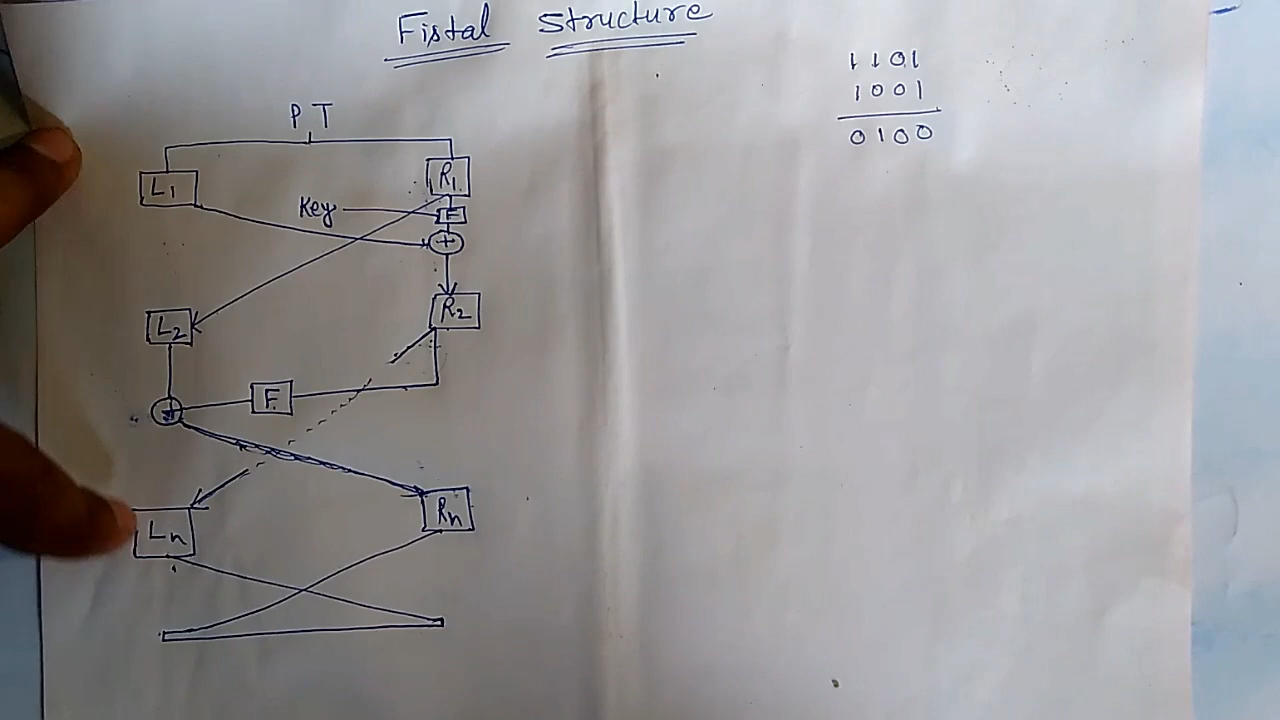 Fistal Structure
1101
1001
0100
PT
L1 R1
Key F
+
L2 R2
F
+
Ln Rn